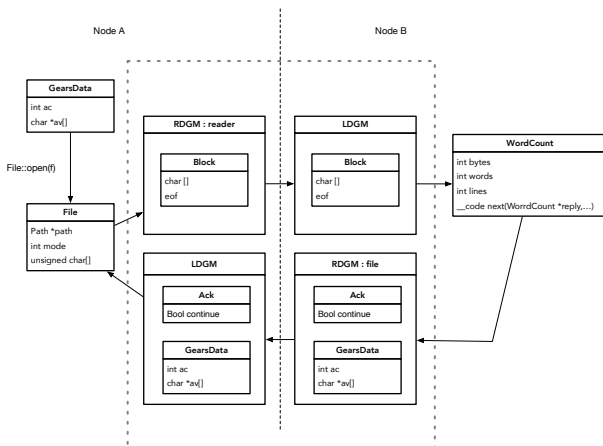 Node A
Node B
GearsData
int ac
char *av[]
File::open(f)
File
Path *path
int mode
unsigned char[]
RDGM : reader
Block
char []
eof
LDGM
Block
char []
eof
WordCount
int bytes
int words
int lines
__code next(WorrdCount *reply,...)
LDGM
Ack
Bool continue
GearsData
int ac
char *av[]
RDGM : file
Ack
Bool continue
GearsData
int ac
char *av[]